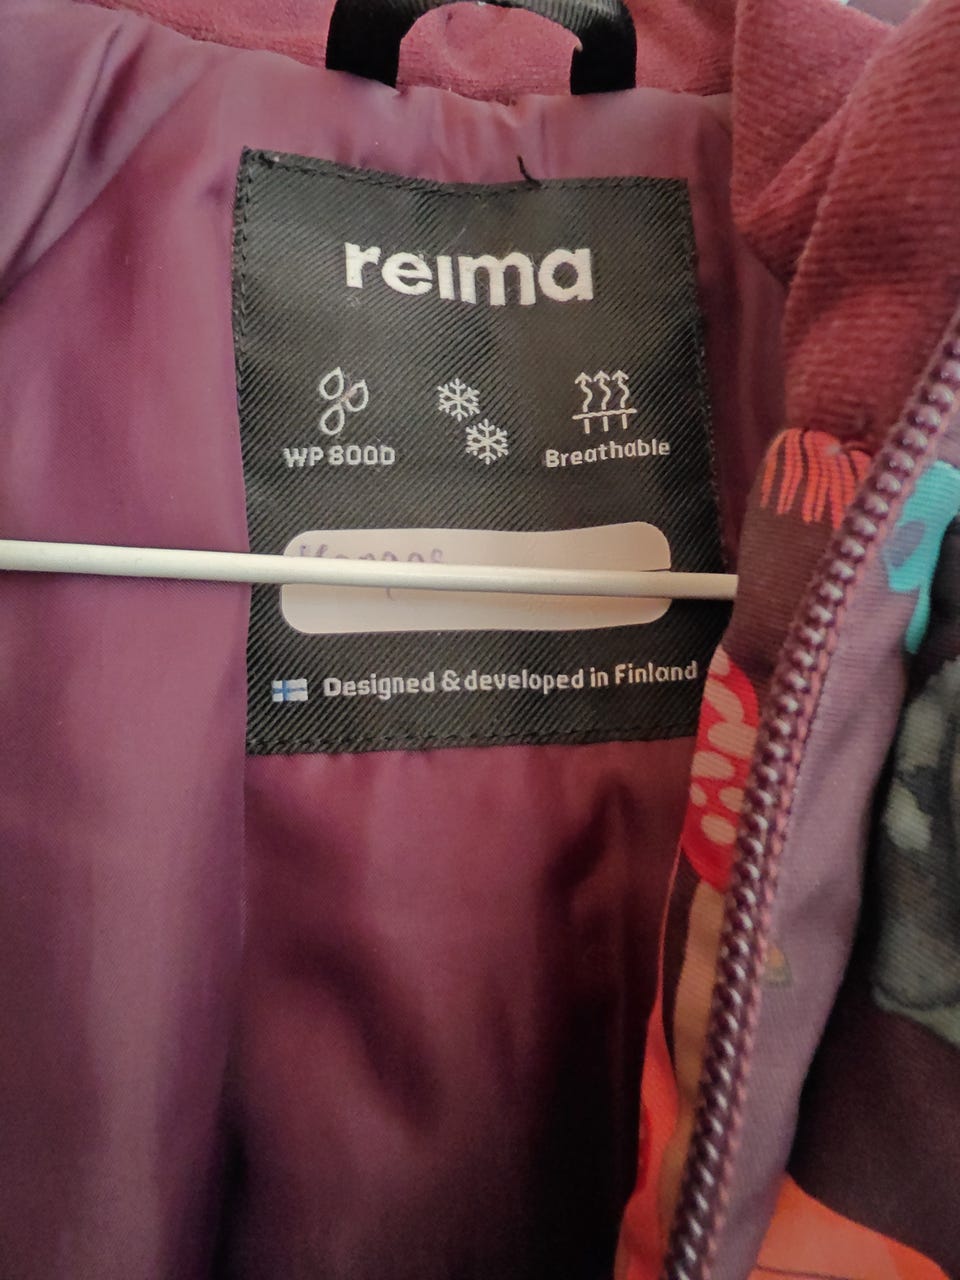 reima
WP 8000
Breathable
Designed & developed in Finland